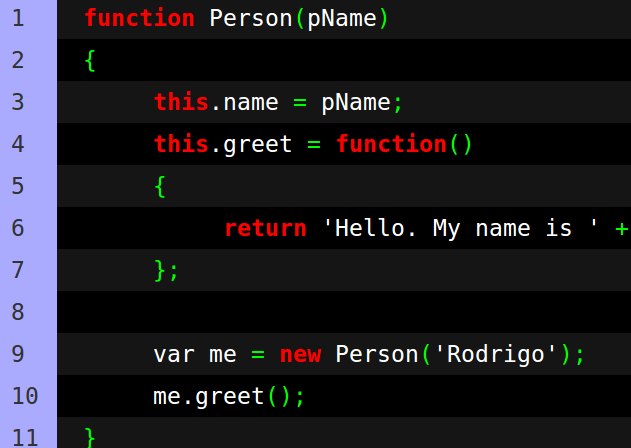 1 function Person(pName)
2 {
3 this.name = pName;
4 this.greet = function()
5 {
6 return 'Hello. My name is ' +
7 };
8
9 var me = new Person('Rodrigo');
10 me.greet();
11 }